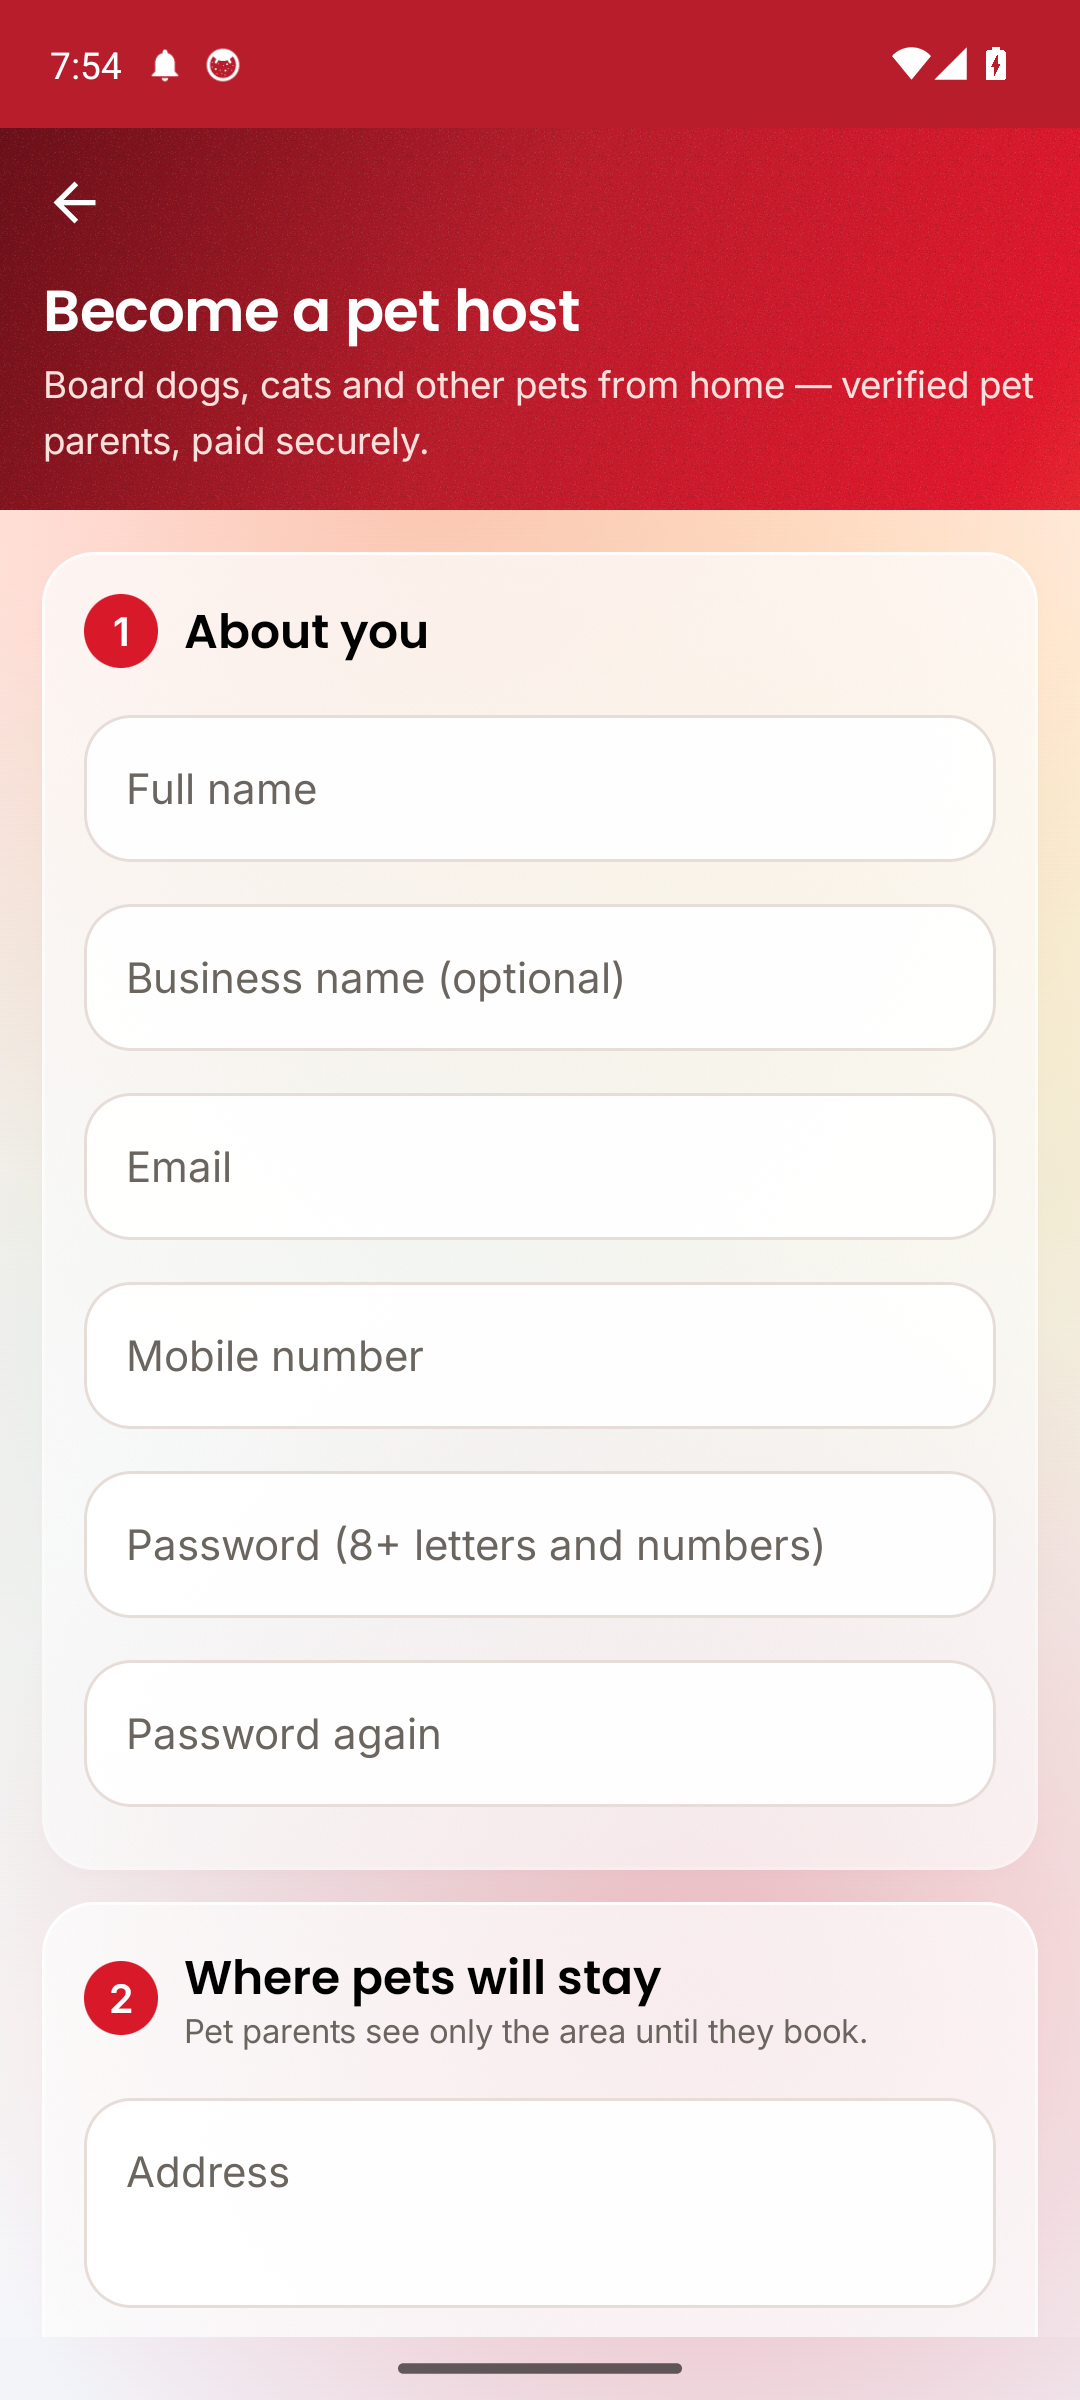 7:54
Become a pet host
Board dogs, cats and other pets from home — verified pet
parents, paid securely.
1 About you
Full name
Business name (optional)
Email
Mobile number
Password (8+ letters and numbers)
Password again
2 Where pets will stay
Pet parents see only the area until they book.
Address